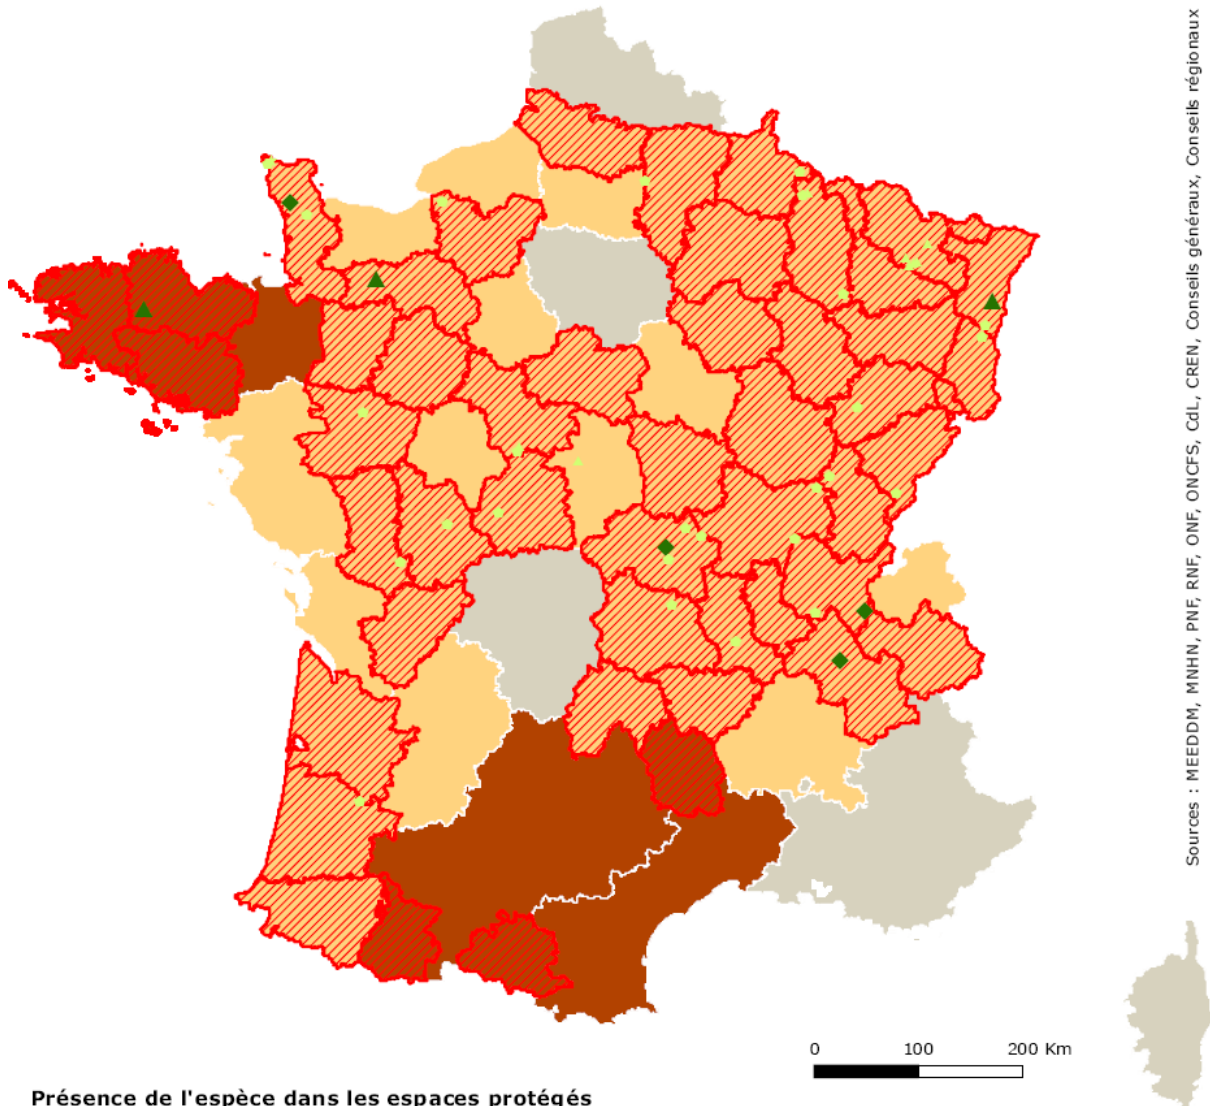 Sources : MEEDDM, MNHN, PNF, RNF, ONF, ONCFS, CdL, CREN, Conseils généraux, Conseils régionaux
0 100 200 Km
Présence de l'espèce dans les espaces protégés